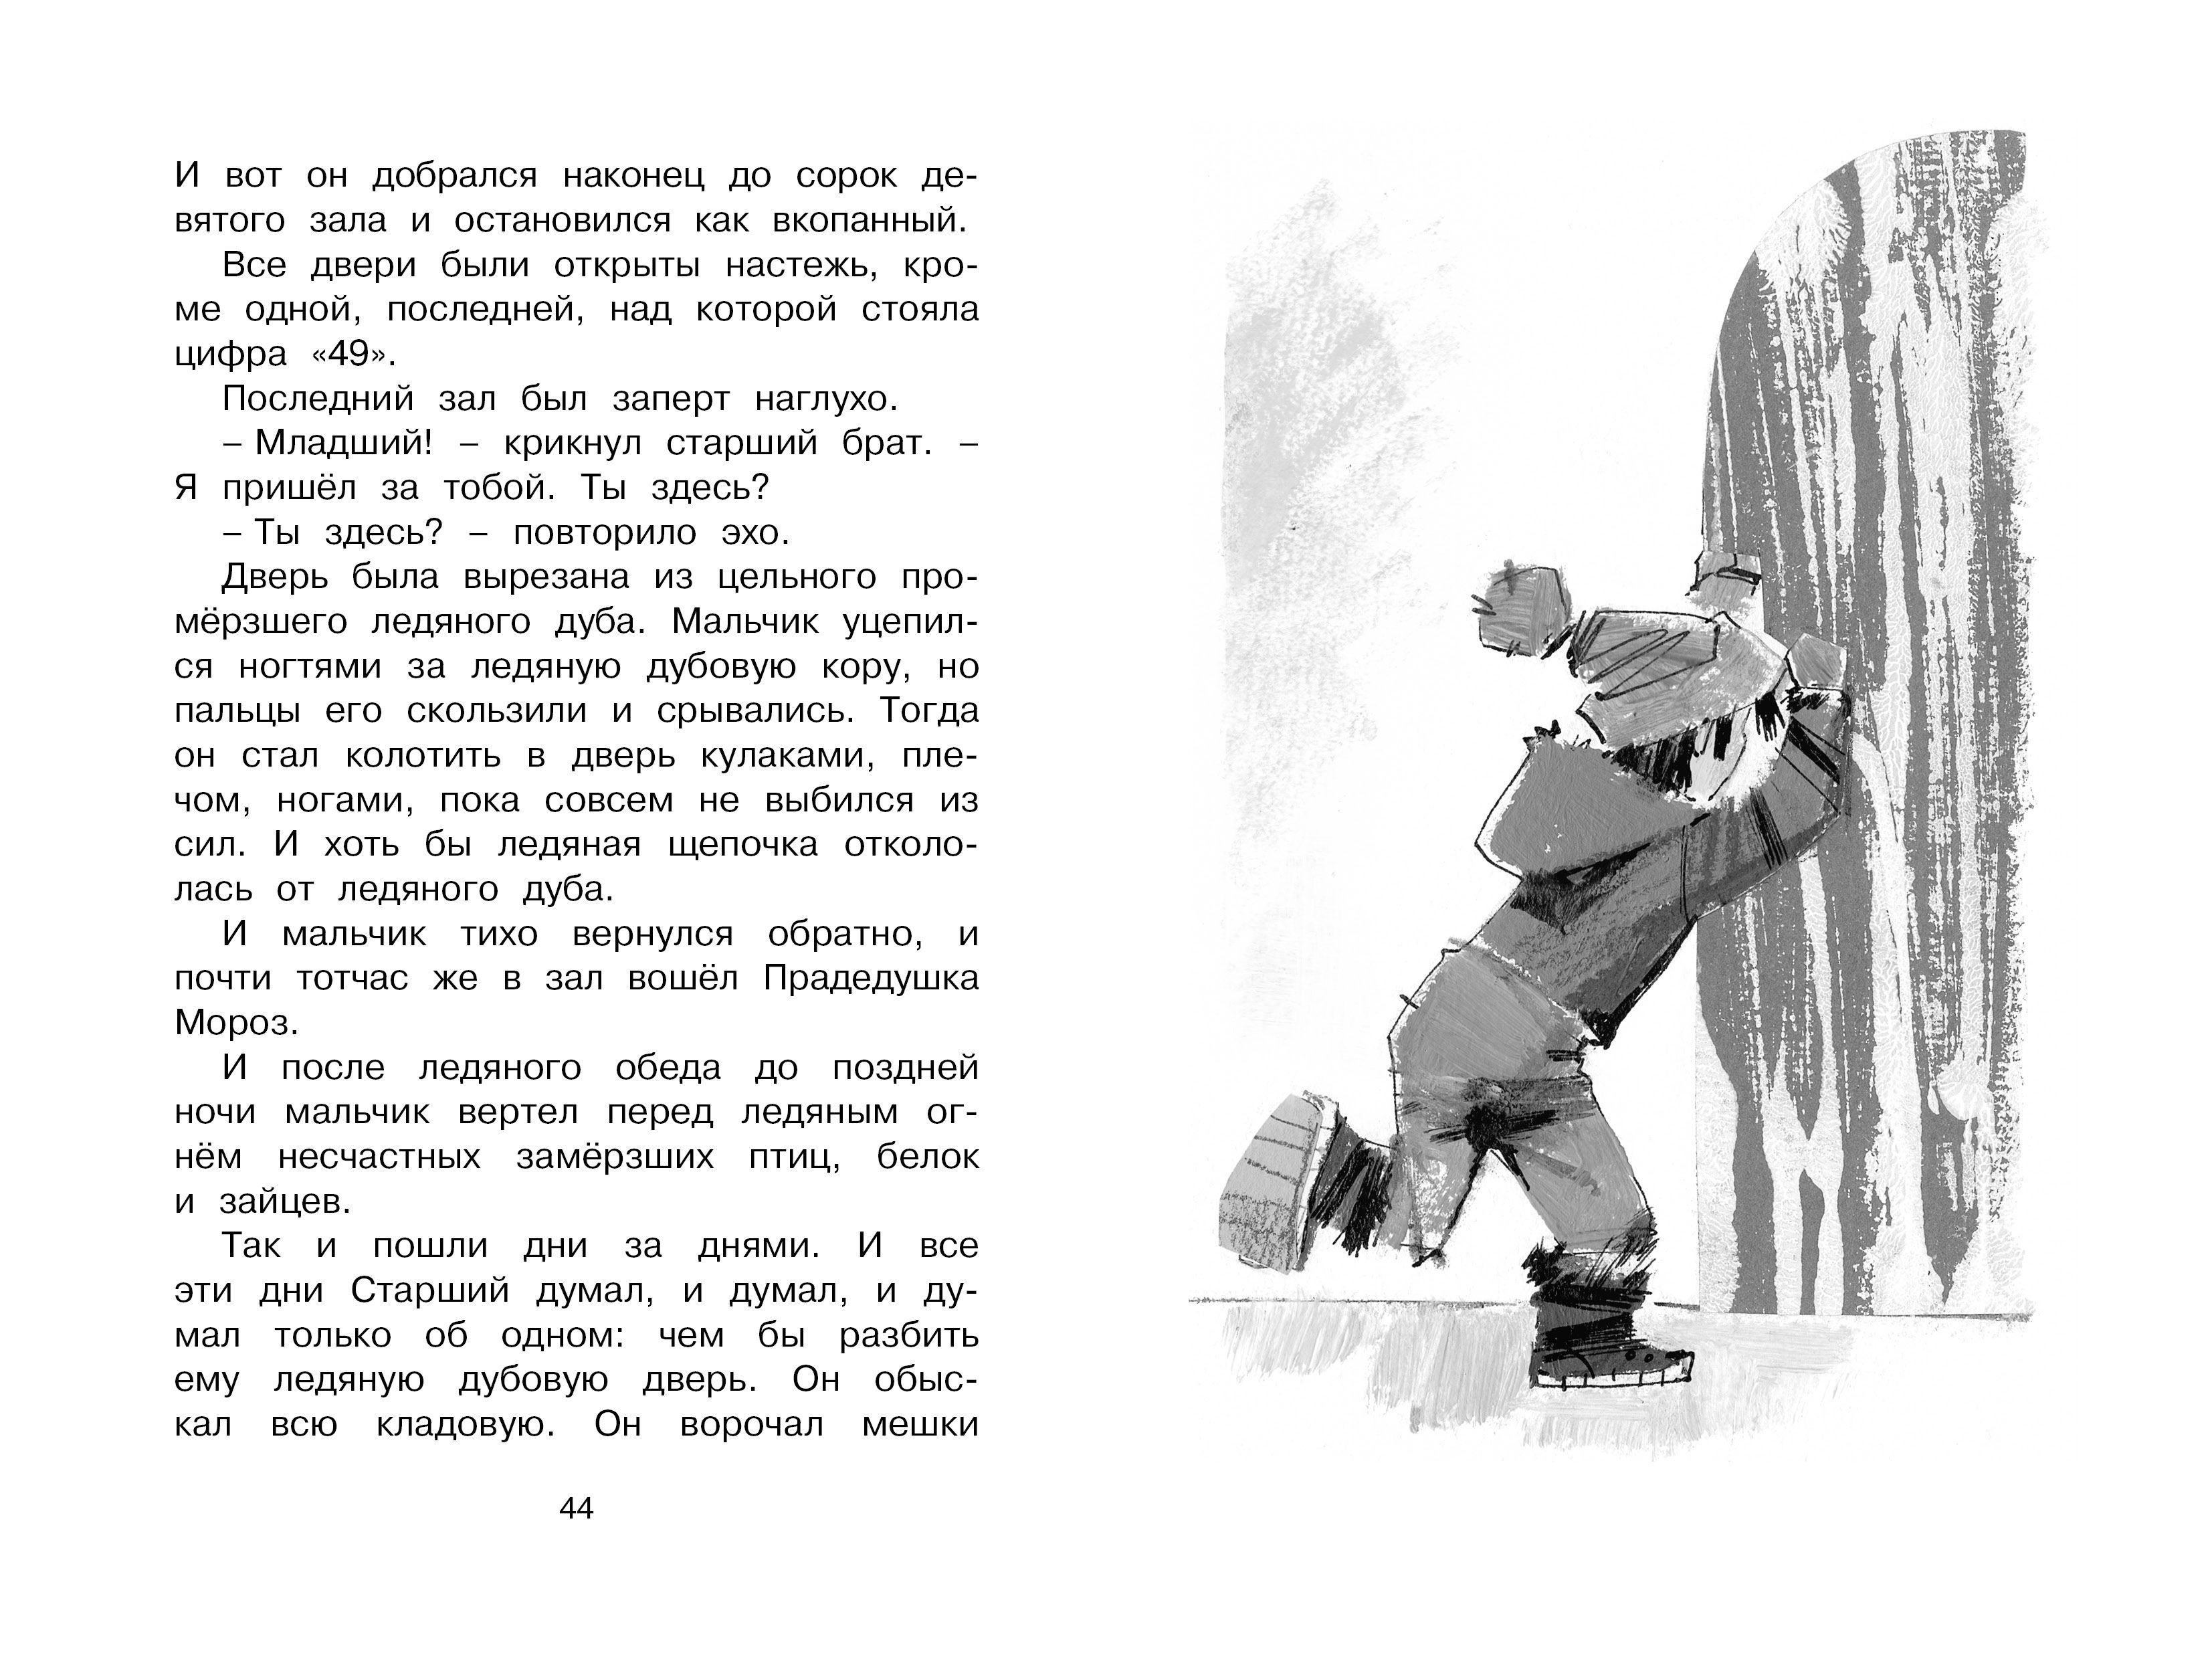 И вот он добрался наконец до сорок де-
вятого зала и остановился как вкопанный.
Все двери были открыты настежь, кро-
ме одной, последней, над которой стояла
цифра «49».
Последний зал был заперт наглухо.
– Младший! – крикнул старший брат. –
Я пришёл за тобой. Ты здесь?
– Ты здесь? – повторило эхо.
Дверь была вырезана из цельного про-
мёрзшего ледяного дуба. Мальчик уцепил-
ся ногтями за ледяную дубовую кору, но
пальцы его скользили и срывались. Тогда
он стал колотить в дверь кулаками, пле-
чом, ногами, пока совсем не выбился из
сил. И хоть бы ледяная щепочка отколо-
лась от ледяного дуба.
И мальчик тихо вернулся обратно, и
почти тотчас же в зал вошёл Прадедушка
Мороз.
И после ледяного обеда до поздней
ночи мальчик вертел перед ледяным ог-
нём несчастных замёрзших птиц, белок
и зайцев.
Так и пошли дни за днями. И все
эти дни Старший думал, и думал, и ду-
мал только об одном: чем бы разбить
ему ледяную дубовую дверь. Он обыс-
кал всю кладовую. Он ворочал мешки
44